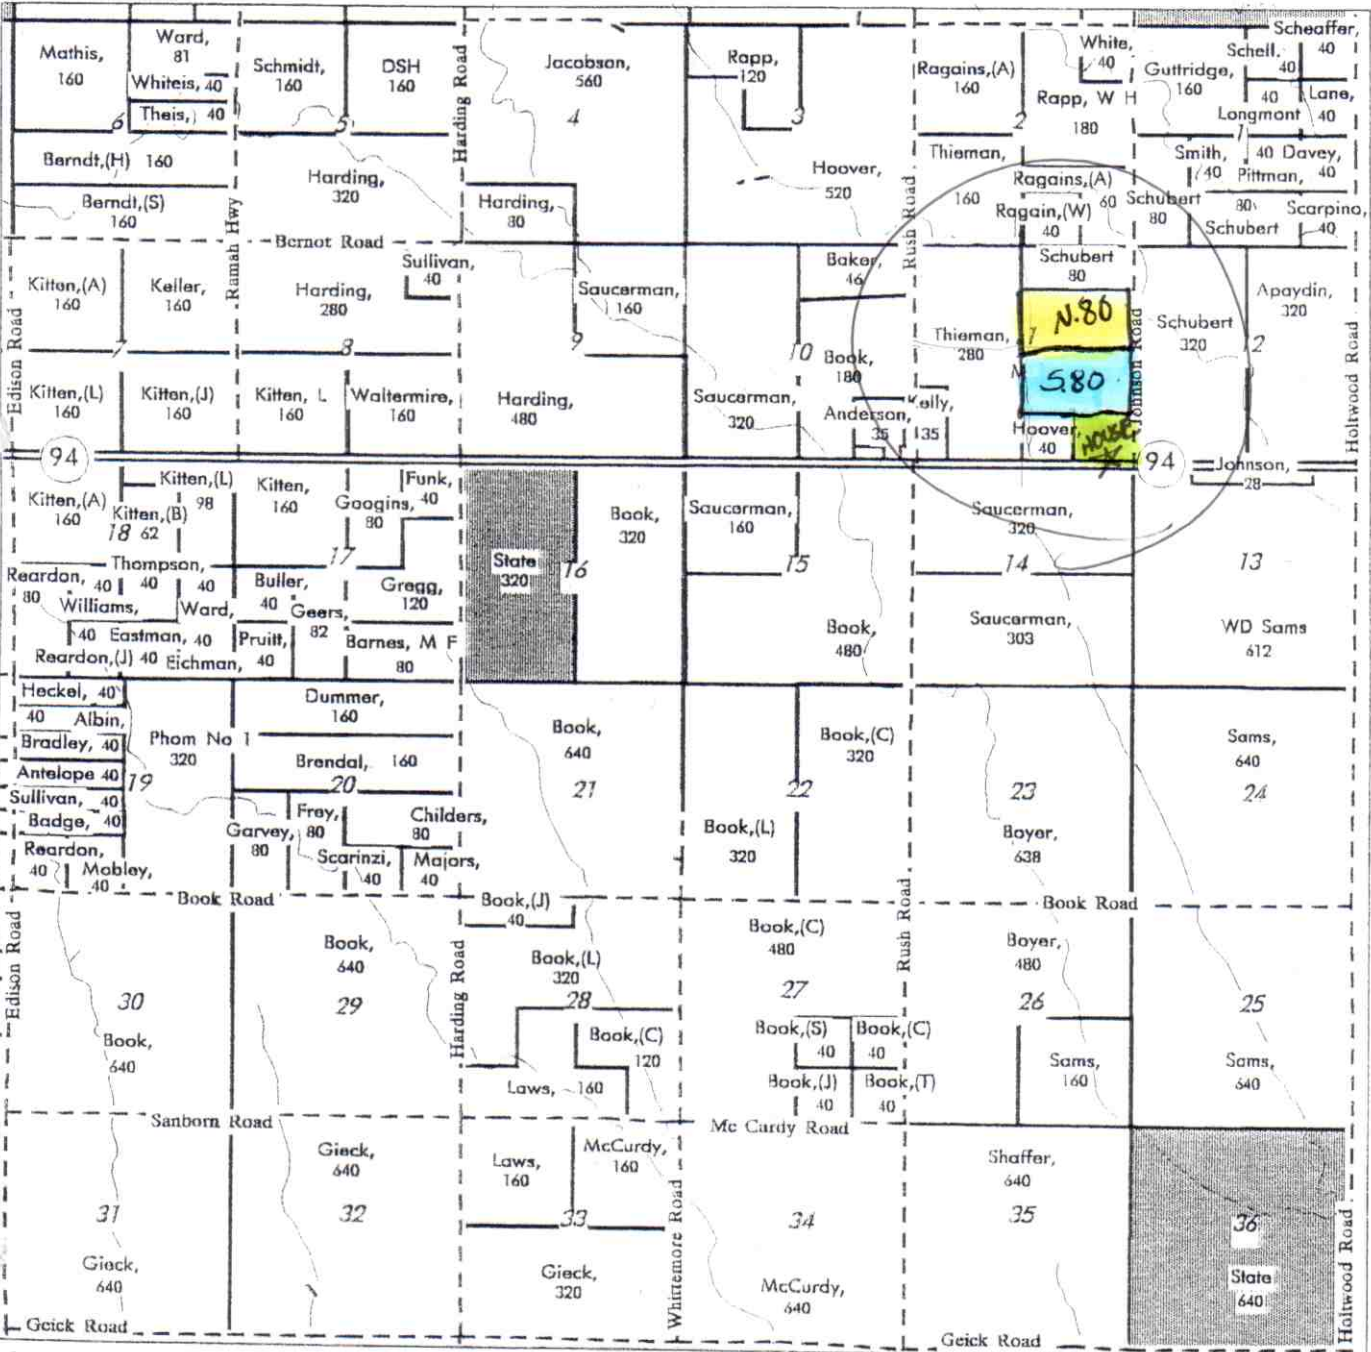 Mathis,
160
Ward,
81
Whiteis, 40
Theis, 40
6
Berndt,(H) 160
Berndt,(S)
160
Ramah Hwy
Schmidt,
160
DSH
160
5
Harding,
320
Harding Road
Jacobson,
560
4
Harding,
80
Rapp,
120
3
Hoover,
520
Rush Road
Ragains,(A)
160
White,
40
Rapp, W H
180
2
Thieman,
160
Ragains,(A)
60
Ragain,(W)
40
Guttridge,
160
Schell,
40
Scheaffer,
40
Lane,
40
40
Longmont
1
Smith,
40
40 Davey,
Pittman, 40
Schubert
80
80
Schubert
Scarpino,
40
Bernot Road
Edison Road
Kitten,(A)
160
Keller,
160
7
Kitten,(L)
160
Kitten,(J)
160
Sullivan,
40
Harding,
280
8
Kitten, L
160
Waltermire,
160
Saucerman,
160
9
Harding,
480
Baker,
46
10
Book,
180
Saucerman,
320
Anderson,
35
Kelly,
35
Schubert
80
Thieman,
280
N.80
S.80
Hoover,
40
HOUSE
Johnson Road
Schubert
320
12
Apaydin,
320
Holtwood Road
94
94
Johnson,
28
Kitten,(A)
160
Kitten,(L)
98
Kitten,(B)
62
18
Thompson,
40 40 40
Reardon,
80
Williams,
40
Ward,
40
Eastman,
Reardon,(J) 40
Eichman,
Kitten,
160
Googins,
80
Funk,
40
17
Buller,
40
Geers,
82
Gregg,
120
Pruitt,
40
Barnes, M F
80
State
320
16
Book,
320
Saucerman,
160
15
Book,
480
Saucerman,
320
14
Saucerman,
303
13
WD Sams
612
Heckel, 40
40 Albin,
Bradley, 40
Antelope 40
Sullivan, 40
Badge, 40
Reardon,
40
Mobley,
40
19
Phom No 1
320
Dummer,
160
Brendal, 160
20
Garvey,
80
Frey,
80
Childers,
80
Scarinzi,
40
Majors,
40
Book,
640
21
Book,(C)
320
22
Book,(L)
320
23
Boyer,
638
Sams,
640
24
Book Road
Book Road
Edison Road
30
Book,
640
Book,
640
29
Harding Road
Book,(J)
40
Book,(L)
320
28
Book,(C)
120
Laws, 160
Book,(C)
480
27
Book,(S)
40
Book,(C)
40
Book,(J)
40
Book,(T)
40
Rush Road
Boyer,
480
26
Sams,
160
25
Sams,
640
Sanborn Road
Mc Cardy Road
31
Gieck,
640
Gieck,
640
32
Laws,
160
McCurdy,
160
33
Gieck,
320
Whittemore Road
34
McCurdy,
640
Shaffer,
640
35
36
State
640
Holtwood Road
Geick Road
Geick Road